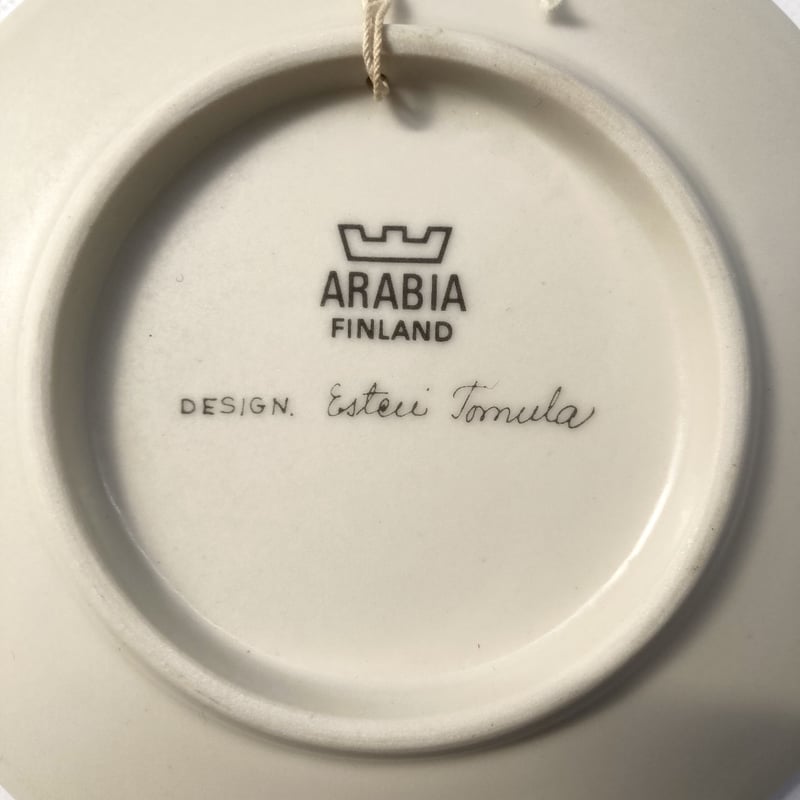 ARABIA
FINLAND
DESIGN. Esteri Tomula